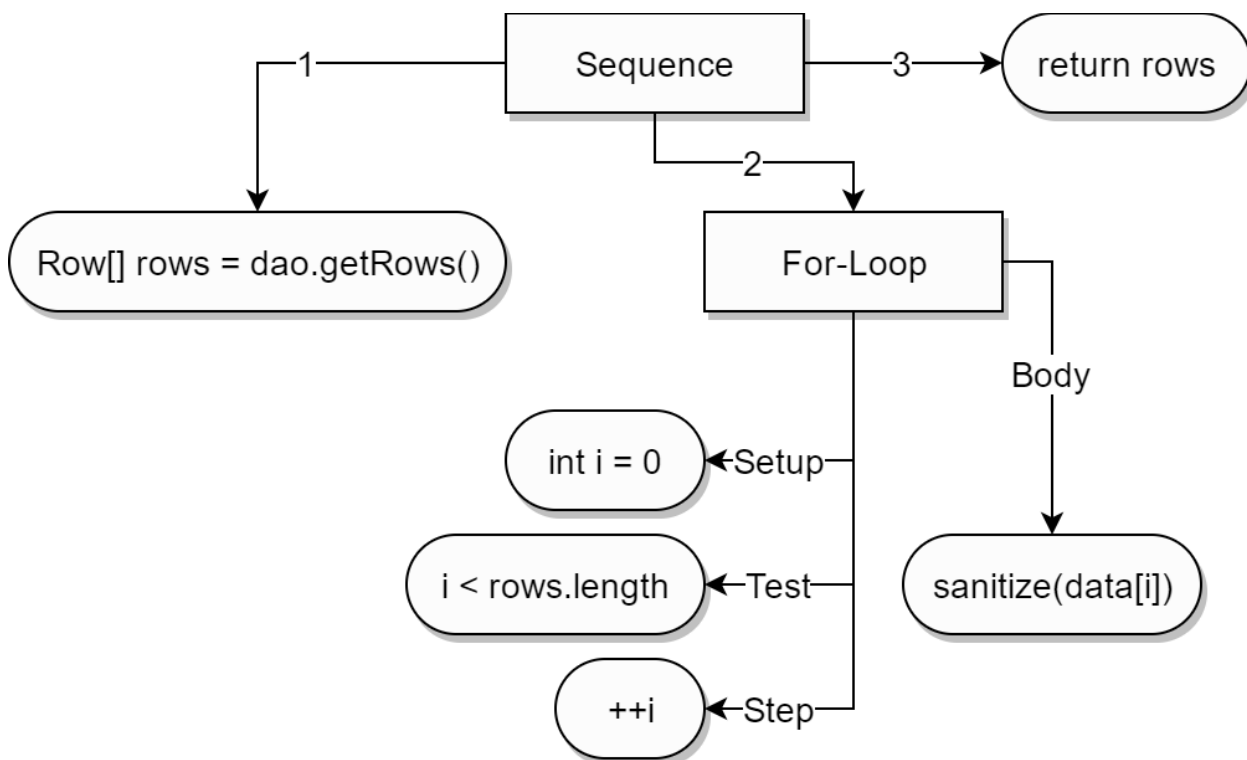 Sequence
1
3
return rows
2
Row[] rows = dao.getRows()
For-Loop
Body
int i = 0
Setup
i < rows.length
Test
sanitize(data[i])
++i
Step